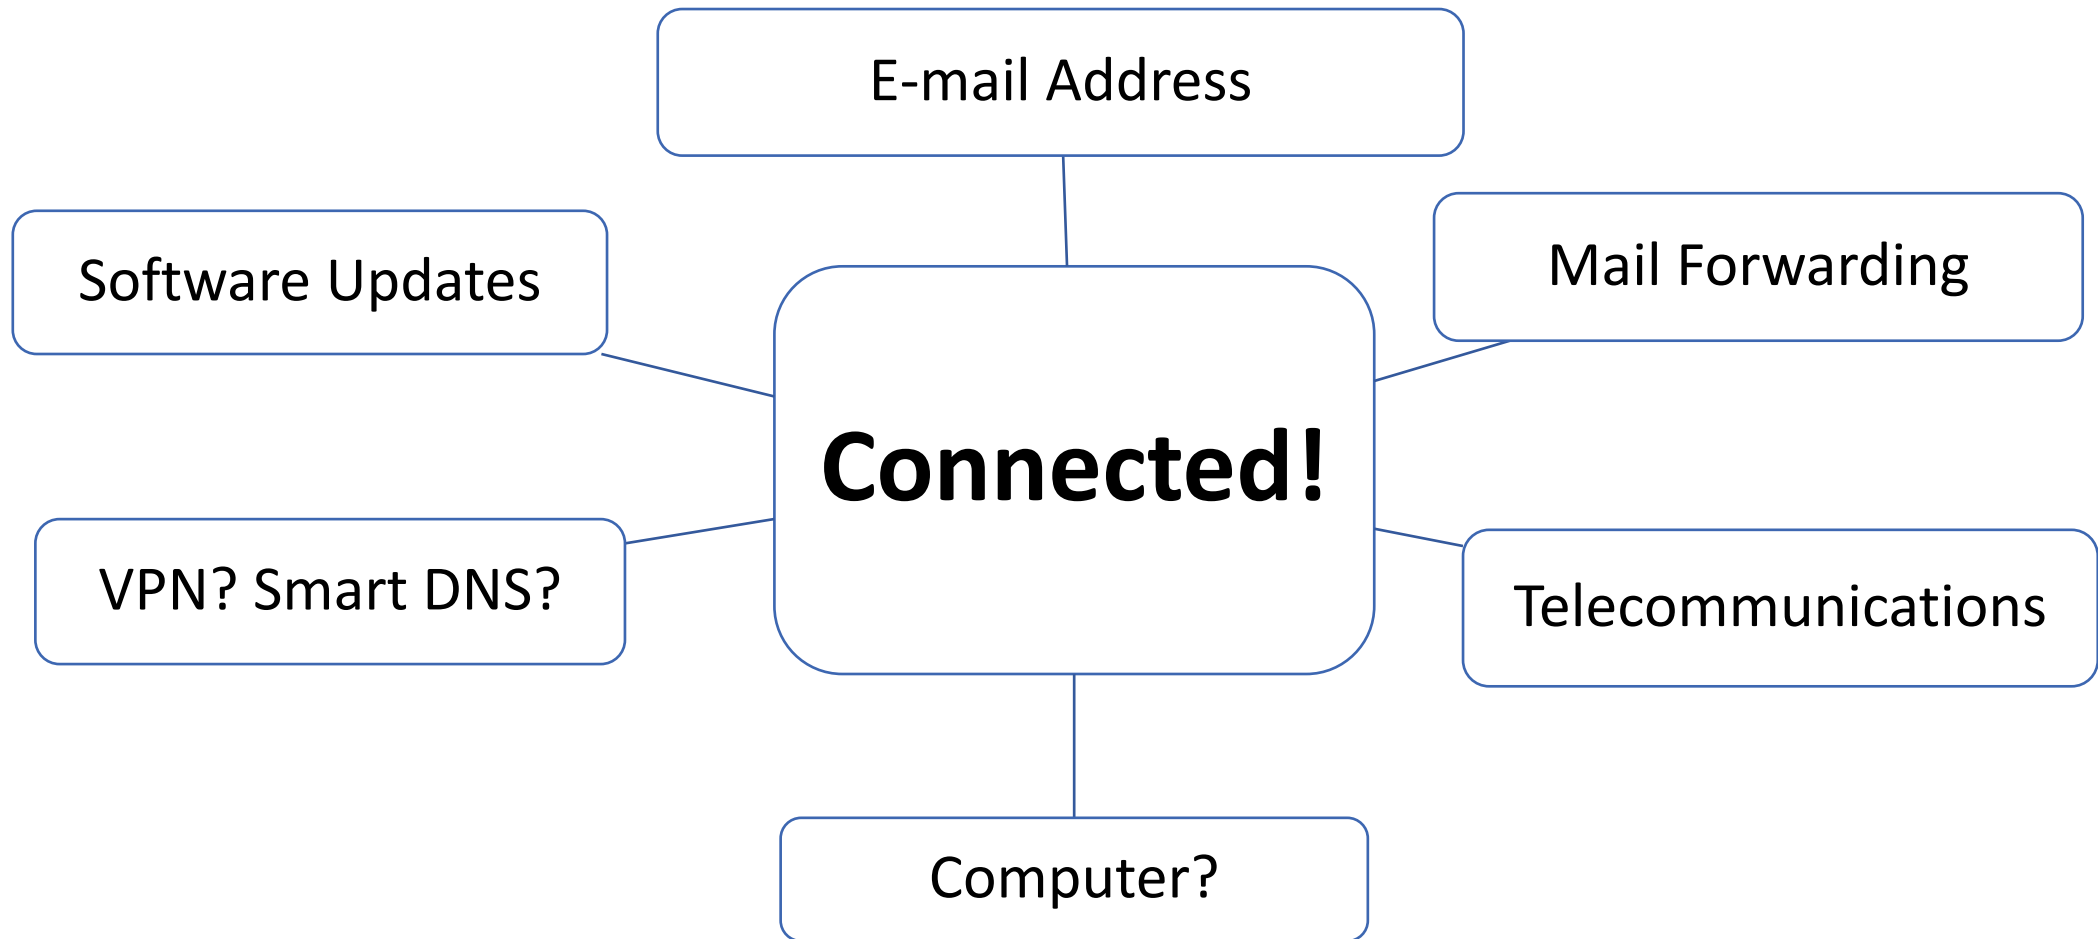 E-mail Address
Software Updates
Mail Forwarding
Connected!
VPN? Smart DNS?
Telecommunications
Computer?